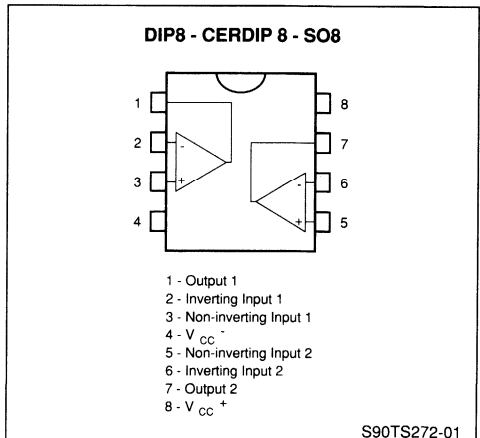 DIP8 - CERDIP 8 - SO8
1 8
2 - - 7
3 + - 6
4 + 5
1 - Output 1
2 - Inverting Input 1
3 - Non-inverting Input 1
4 - VCC -
5 - Non-inverting Input 2
6 - Inverting Input 2
7 - Output 2
8 - VCC +
S90TS272-01